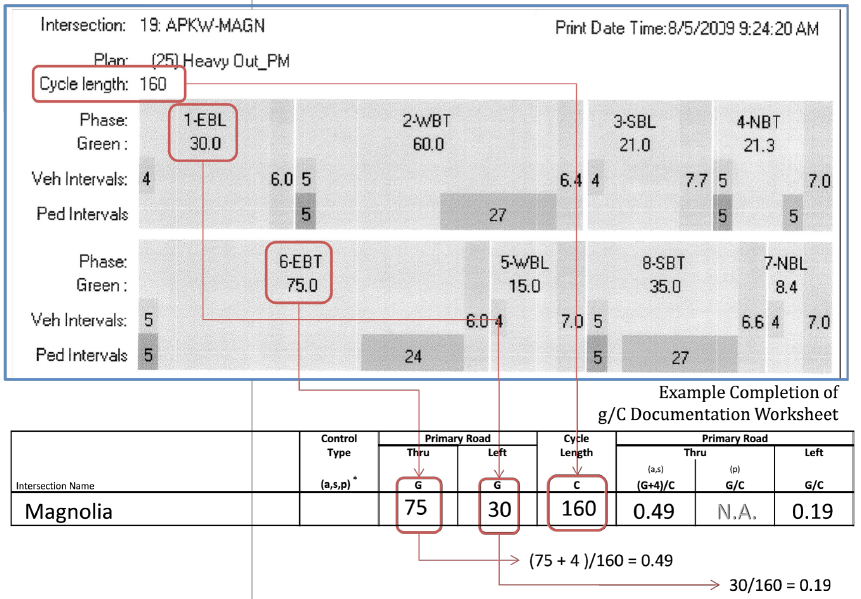 Intersection: 19: APKW-MAGN
Print Date Time:8/5/2009 9:24:20 AM
Plan: (25) Heavy Out_PM
Cycle length: 160
Phase: 1-EBL 2-WBT 3-SBL 4-NBT
Green : 30.0 60.0 21.0 21.3
Veh Intervals: 4 6.0 5 6.4 4 7.7 5 7.0
Ped Intervals 5 27 5 5
Phase: 6-EBT 5-WBL 8-SBT 7-NBL
Green : 75.0 15.0 35.0 8.4
Veh Intervals: 5 6.0 4 7.0 5 6.6 4 7.0
Ped Intervals 5 24 5 27
Example Completion of
g/C Documentation Worksheet
Control Primary Road Cycle Primary Road
Type Thru Left Length Thru Left
(a,s) (p)
Intersection Name (a,s,p) * G G C (G+4)/C G/C G/C
Magnolia 75 30 160 0.49 N.A. 0.19
(75 + 4 )/160 = 0.49
30/160 = 0.19